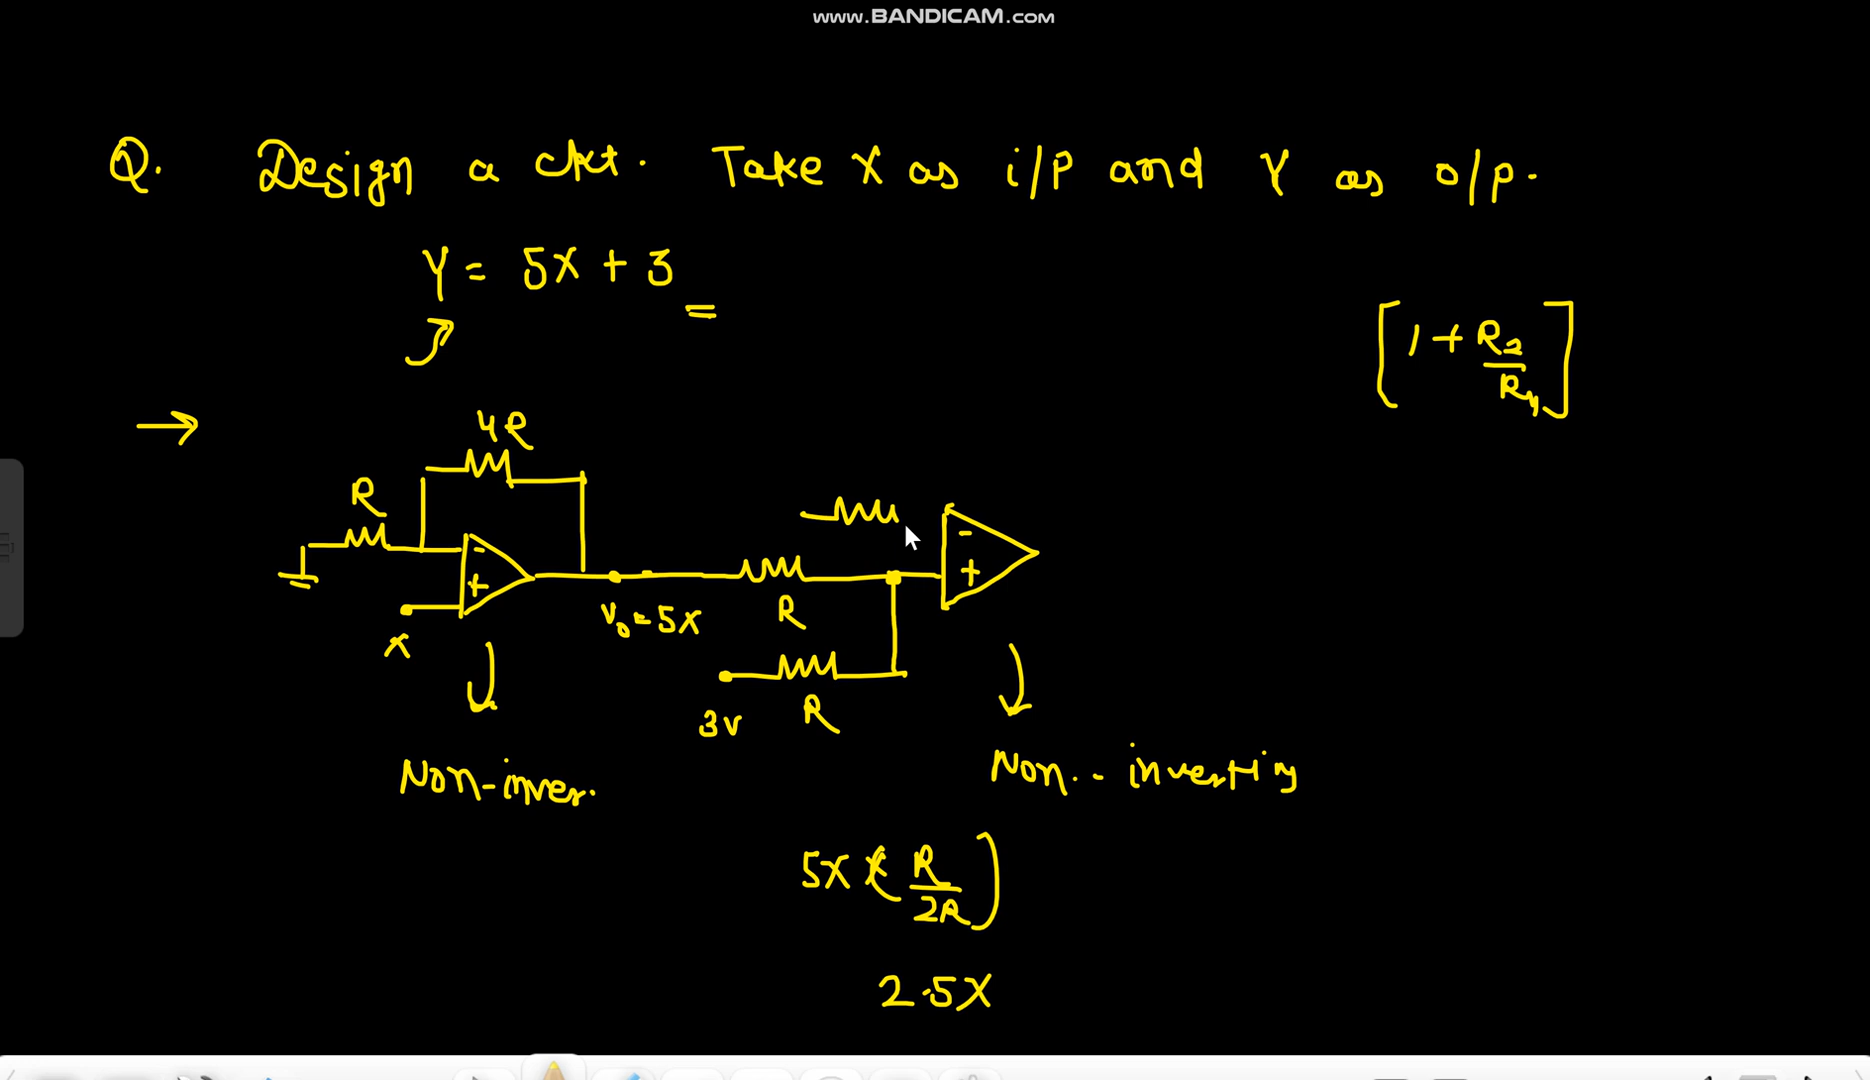 www.BANDICAM.com
Q. Design a ckt. Take X as i/p and Y as o/p.
Y = 5X + 3
=
[1 + R2/R1]
4R
R
-
+
X
V0 = 5X
R
3V
R
-
+
Non-inver.
Non.- inverting
5X × (R/2R)
2.5X